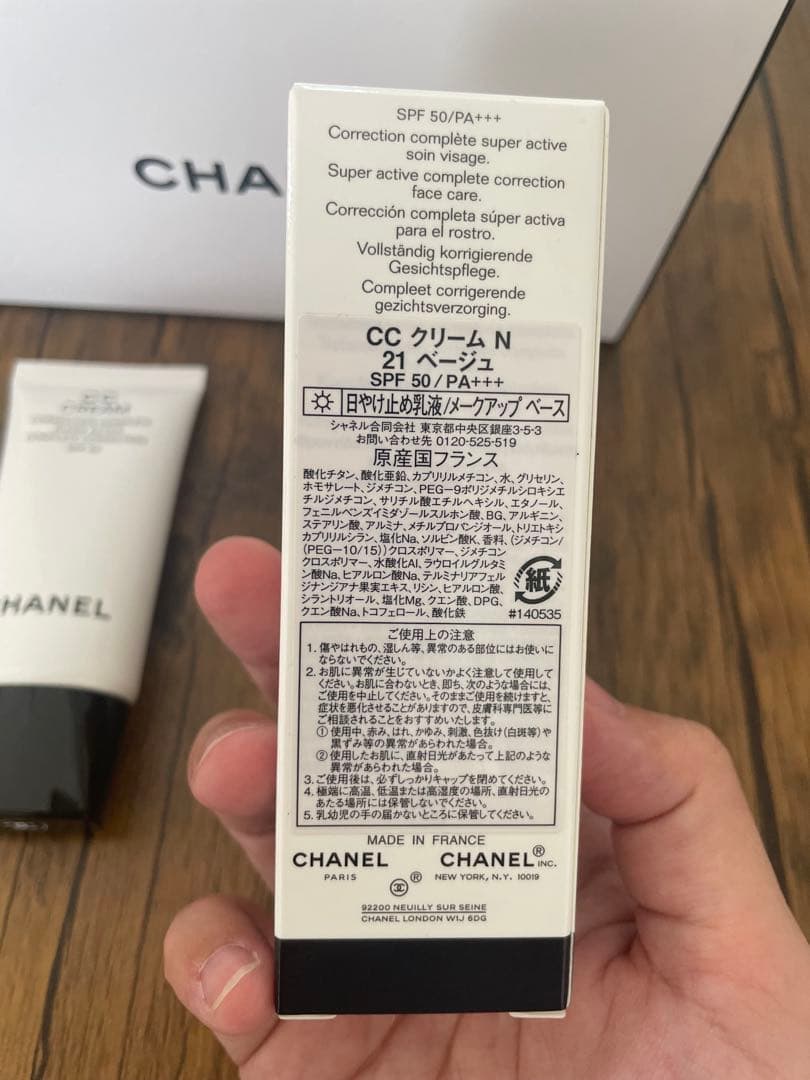 CHA
SPF 50/PA+++
Correction complète super active
soin visage.
Super active complete correction
face care.
Corrección completa súper activa
para el rostro.
Vollständig korrigierende
Gesichtspflege.
Compleet corrigerende
gezichtsverzorging.
CC クリーム N
21 ベージュ
SPF 50/PA+++
日やけ止め乳液/メークアップ ベース
シャネル合同会社 東京都中央区銀座3-5-3
お問い合わせ先 0120-525-519
原産国フランス
酸化チタン、酸化亜鉛、カプリリルメチコン、水、グリセリン、
ホモサレート、ジメチコン、PEG-9ポリジメチルシロキシエ
チルジメチコン、サリチル酸エチルヘキシル、エタノール、
フェニルベンズイミダゾールスルホン酸、BG、アルギニン、
ステアリン酸、アルミナ、メチルプロパンジオール、トリエトキシ
カプリリルシラン、塩化Na、ソルビン酸K、香料、(ジメチコン/
(PEG-10/15))クロスポリマー、ジメチコン
クロスポリマー、水酸化Al、ラウロイルグルタミ
ン酸Na、ヒアルロン酸Na、テルミナリアフェル
ジナンジアナ果実エキス、リシン、ヒアルロン酸、
シラントリオール、塩化Mg、クエン酸、DPG、
クエン酸Na、トコフェロール、酸化鉄
紙
#140535
ご使用上の注意
1. 傷やはれもの、湿しん等、異常のある部位にはお使いに
ならないでください。
2. お肌に異常が生じていないかよく注意して使用して
ください。お肌に合わないとき、即ち、次のような場合には、
ご使用を中止してください。そのままご使用を続けますと、
症状を悪化させることがありますので、皮膚科専門医等に
ご相談されることをおすすめいたします。
① 使用中、赤み、はれ、かゆみ、刺激、色抜け(白斑等)や
黒ずみ等の異常があらわれた場合。
② 使用したお肌に、直射日光があたって上記のような
異常があらわれた場合。
3. ご使用後は、必ずしっかりキャップを閉めてください。
4. 極端に高温、低温または高湿度の場所、直射日光の
あたる場所には保管しないでください。
5. 乳幼児の手の届かないところに保管してください。
MADE IN FRANCE
CHANEL CHANEL® INC.
PARIS ® NEW YORK, N.Y. 10019
92200 NEUILLY SUR SEINE
CHANEL LONDON W1J 6DG
CC
CREAM
HANEL